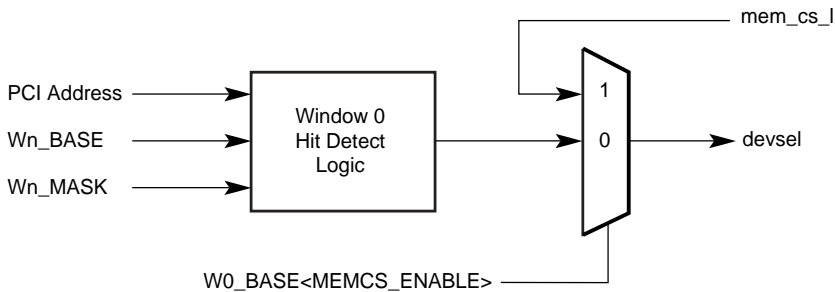 mem_cs_l
PCI Address
Wn_BASE
Wn_MASK
Window 0
Hit Detect
Logic
1
0
devsel
W0_BASE<MEMCS_ENABLE>